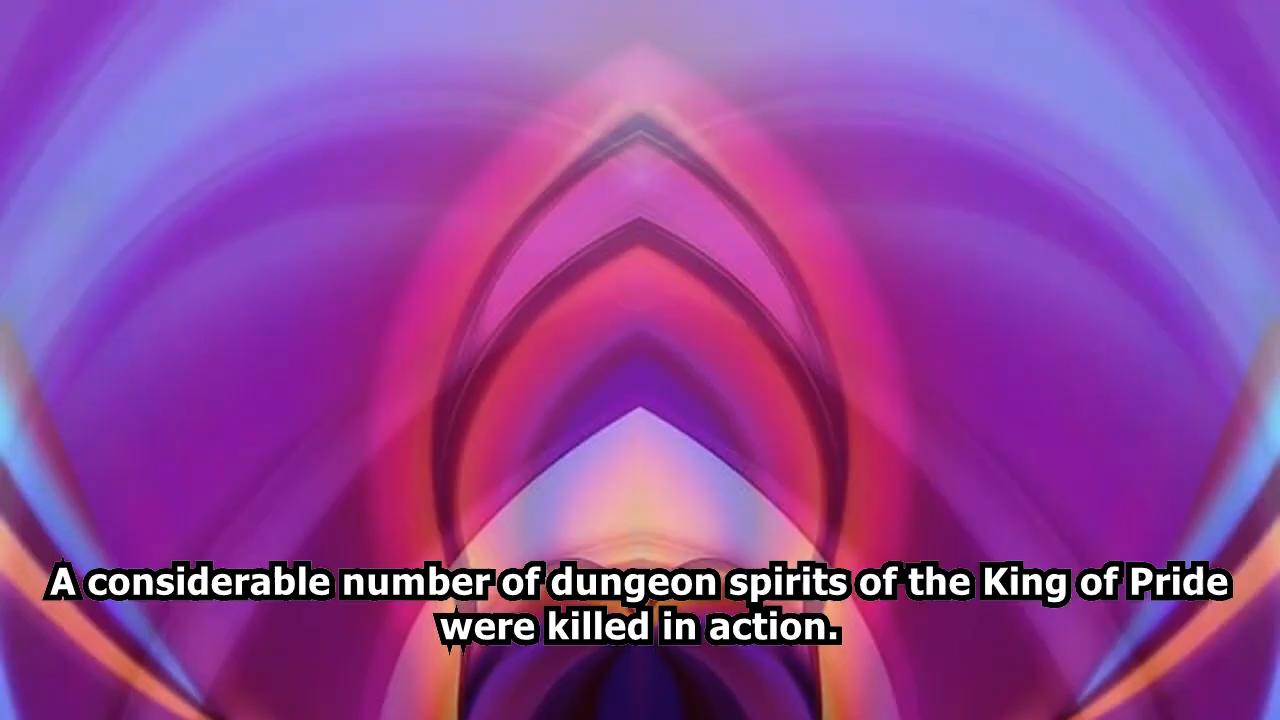 A considerable number of dungeon spirits of the King of Pride
were killed in action.